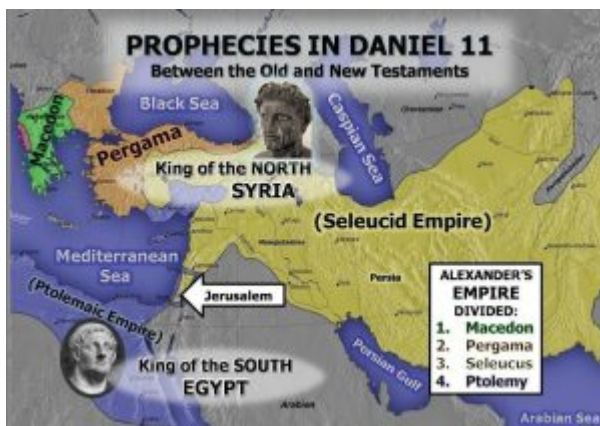 PROPHECIES IN DANIEL 11
Between the Old and New Testaments
Black Sea
Caspian Sea
Macedon
Pergama
King of the NORTH
SYRIA
(Seleucid Empire)
Mediterranean
Sea
Persia
Jerusalem
(Ptolemaic Empire)
ALEXANDER'S
EMPIRE
DIVIDED:
1. Macedon
2. Pergama
3. Seleucus
4. Ptolemy
King of the SOUTH
EGYPT
Persian Gulf
Arabian
Arabian Sea